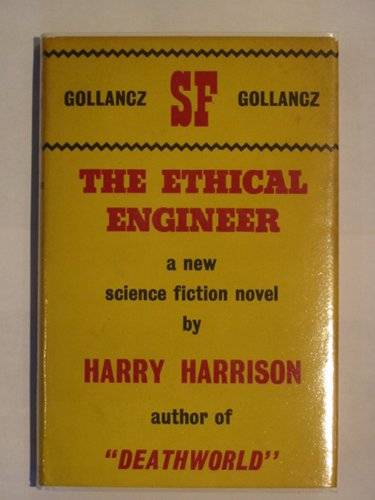 GOLLANCZ SF GOLLANCZ
THE ETHICAL
ENGINEER
a new
science fiction novel
by
HARRY HARRISON
author of
"DEATHWORLD"